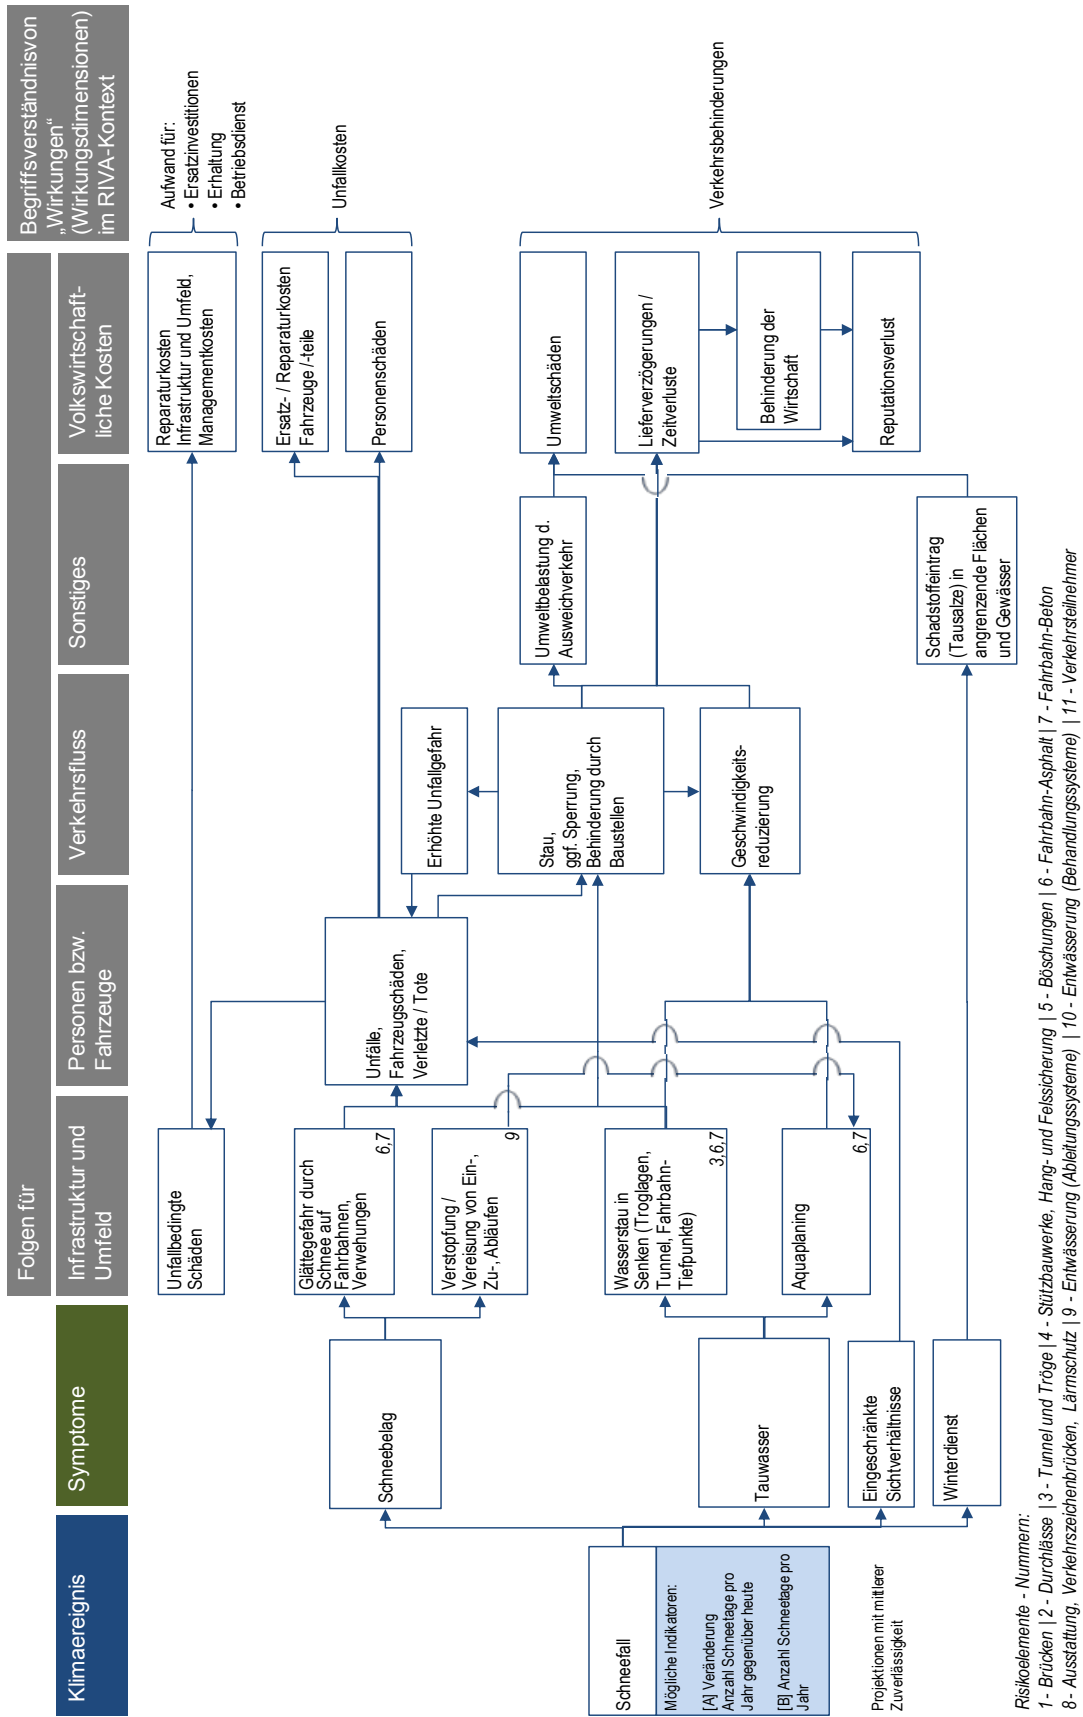 Klimaereignis
Symptome
Folgen für
Infrastruktur und
Umfeld
Personen bzw.
Fahrzeuge
Verkehrsfluss
Sonstiges
Volkswirtschaft-
liche Kosten
Begriffsverständnisvon
„Wirkungen“
(Wirkungsdimensionen)
im RIVA-Kontext
Schneefall
Mögliche Indikatoren:
[A] Veränderung
Anzahl Schneetage pro
Jahr gegenüber heute
[B] Anzahl Schneetage pro
Jahr
Projektionen mit mittlerer
Zuverlässigkeit
Schneebelag
Tauwasser
Eingeschränkte
Sichtverhältnisse
Winterdienst
Unfallbedingte
Schäden
Glättegefahr durch
Schnee auf
Fahrbahnen,
Verwehungen
6,7
Verstopfung/
Vereisung von Ein-,
Zu-, Abläufen
9
Wasserstau in
Senken (Troglagen,
Tunnel, Fahrbahn-
Tiefpunkte)
3,6,7
Aquaplaning
6,7
Unfälle,
Fahrzeugschäden,
Verletzte / Tote
Erhöhte Unfallgefahr
Stau,
ggf. Sperrung,
Behinderung durch
Baustellen
Geschwindigkeits-
reduzierung
Umweltbelastung d.
Ausweichverkehr
Schadstoffeintrag
(Tausalze) in
angrenzende Flächen
und Gewässer
Reparaturkosten
Infrastruktur und Umfeld,
Managementkosten
Ersatz- / Reparaturkosten
Fahrzeuge /-teile
Personenschäden
Umweltschäden
Lieferverzögerungen /
Zeitverluste
Behinderung der
Wirtschaft
Reputationsverlust
Aufwand für:
• Ersatzinvestitionen
• Erhaltung
• Betriebsdienst
Unfallkosten
Verkehrsbehinderungen
Risikoelemente - Nummern:
1- Brücken | 2 - Durchlässe | 3 - Tunnel und Tröge | 4 - Stützbauwerke, Hang- und Felssicherung | 5 - Böschungen | 6 - Fahrbahn-Asphalt | 7 - Fahrbahn-Beton
8 - Ausstattung, Verkehrszeichenbrücken, Lärmschutz | 9 - Entwässerung (Ableitungssysteme) | 10 - Entwässerung (Behandlungssysteme) | 11 - Verkehrsteilnehmer